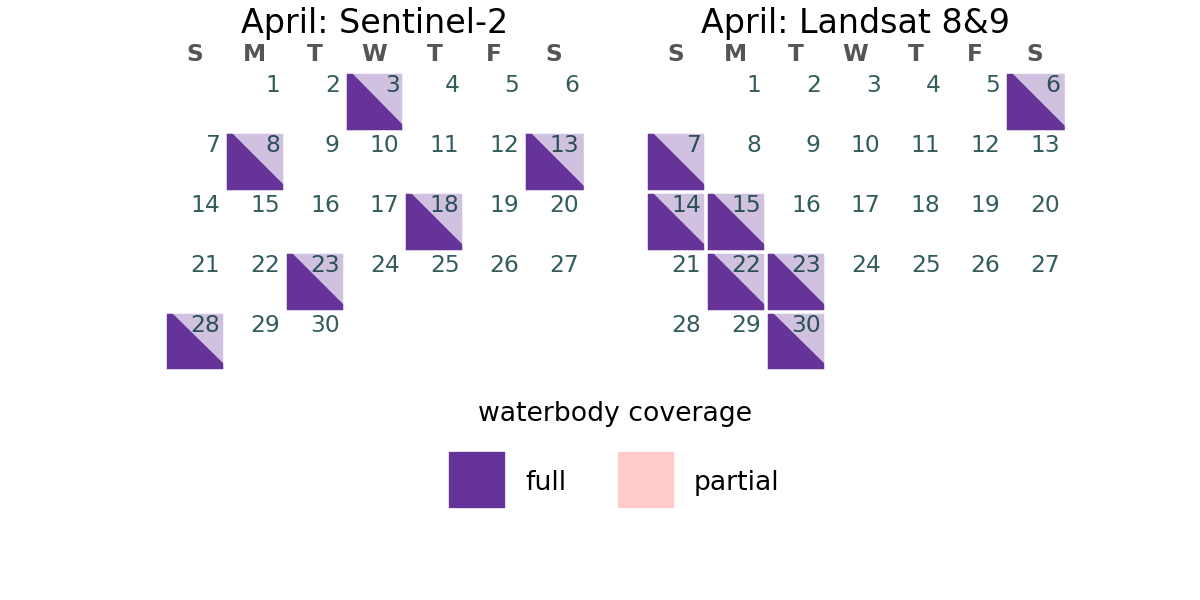 April: Sentinel-2
S M T W T F S
1 2 3 4 5 6
7 8 9 10 11 12 13
14 15 16 17 18 19 20
21 22 23 24 25 26 27
28 29 30
April: Landsat 8&9
S M T W T F S
1 2 3 4 5 6
7 8 9 10 11 12 13
14 15 16 17 18 19 20
21 22 23 24 25 26 27
28 29 30
waterbody coverage
full partial